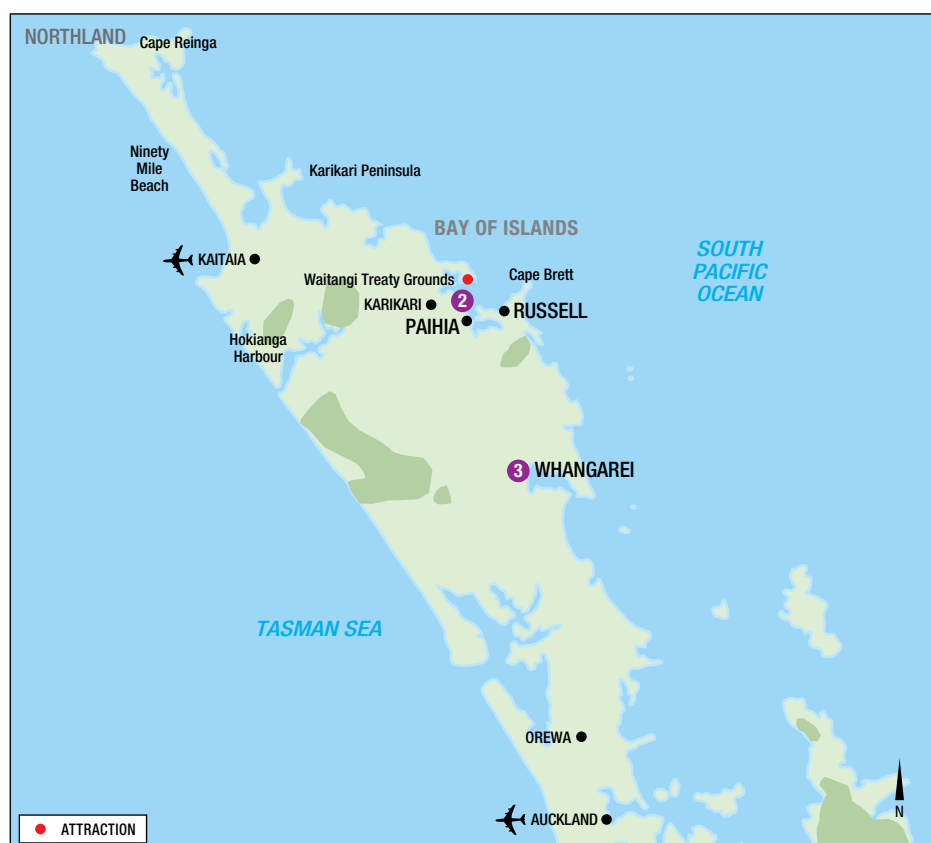 NORTHLAND
Cape Reinga
Ninety
Mile
Beach
Karikari Peninsula
BAY OF ISLANDS
SOUTH
PACIFIC
OCEAN
KAITAIA
Waitangi Treaty Grounds
Cape Brett
KARIKARI
2
RUSSELL
PAIHIA
Hokianga
Harbour
3
WHANGAREI
TASMAN SEA
OREWA
N
ATTRACTION
AUCKLAND